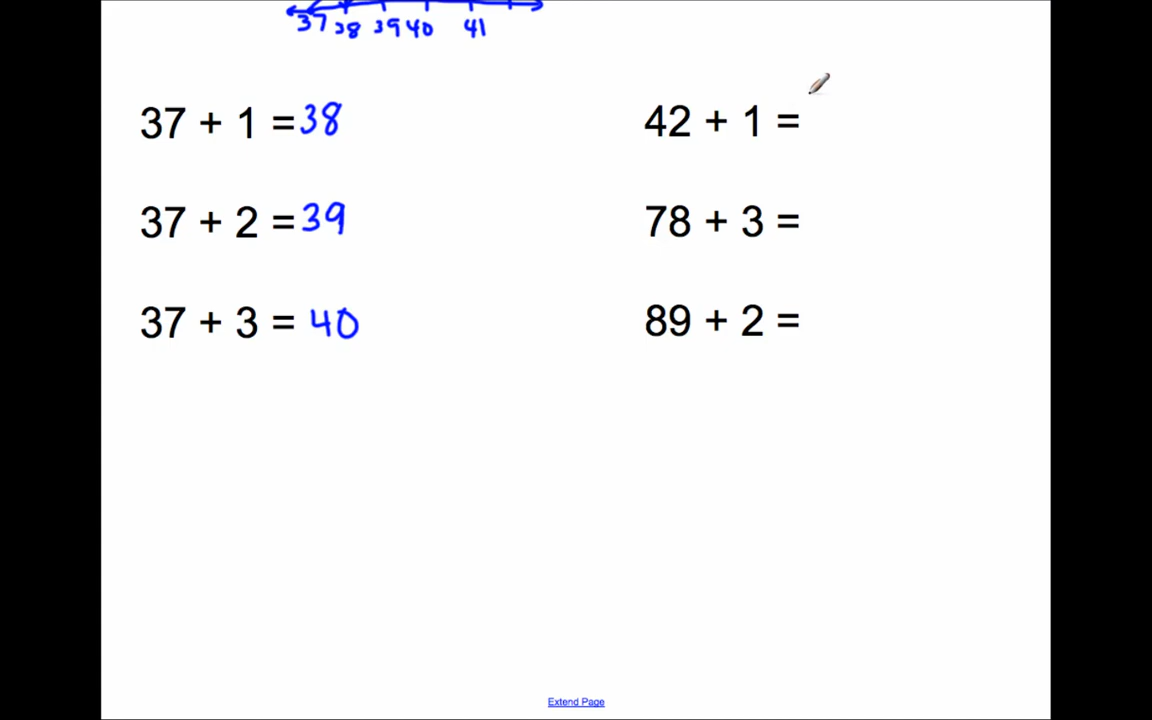 37 38 39 40 41
37 + 1 = 38
37 + 2 = 39
37 + 3 = 40
42 + 1 =
78 + 3 =
89 + 2 =
Extend Page